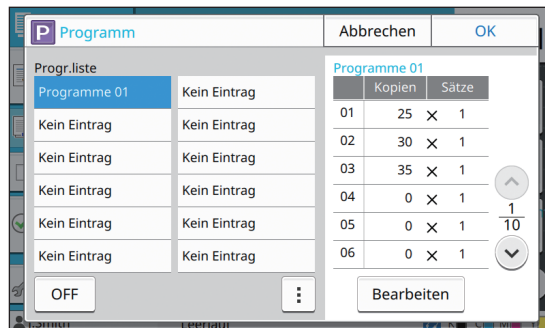 P Programm
Abbrechen
OK
Progr.liste
Programme 01
Kein Eintrag
Kein Eintrag
Kein Eintrag
Kein Eintrag
Kein Eintrag
Kein Eintrag
Kein Eintrag
Kein Eintrag
Kein Eintrag
Kein Eintrag
Kein Eintrag
OFF
Programme 01
Kopien Sätze
01 25 × 1
02 30 × 1
03 35 × 1
04 0 × 1
05 0 × 1
06 0 × 1
1
10
Bearbeiten